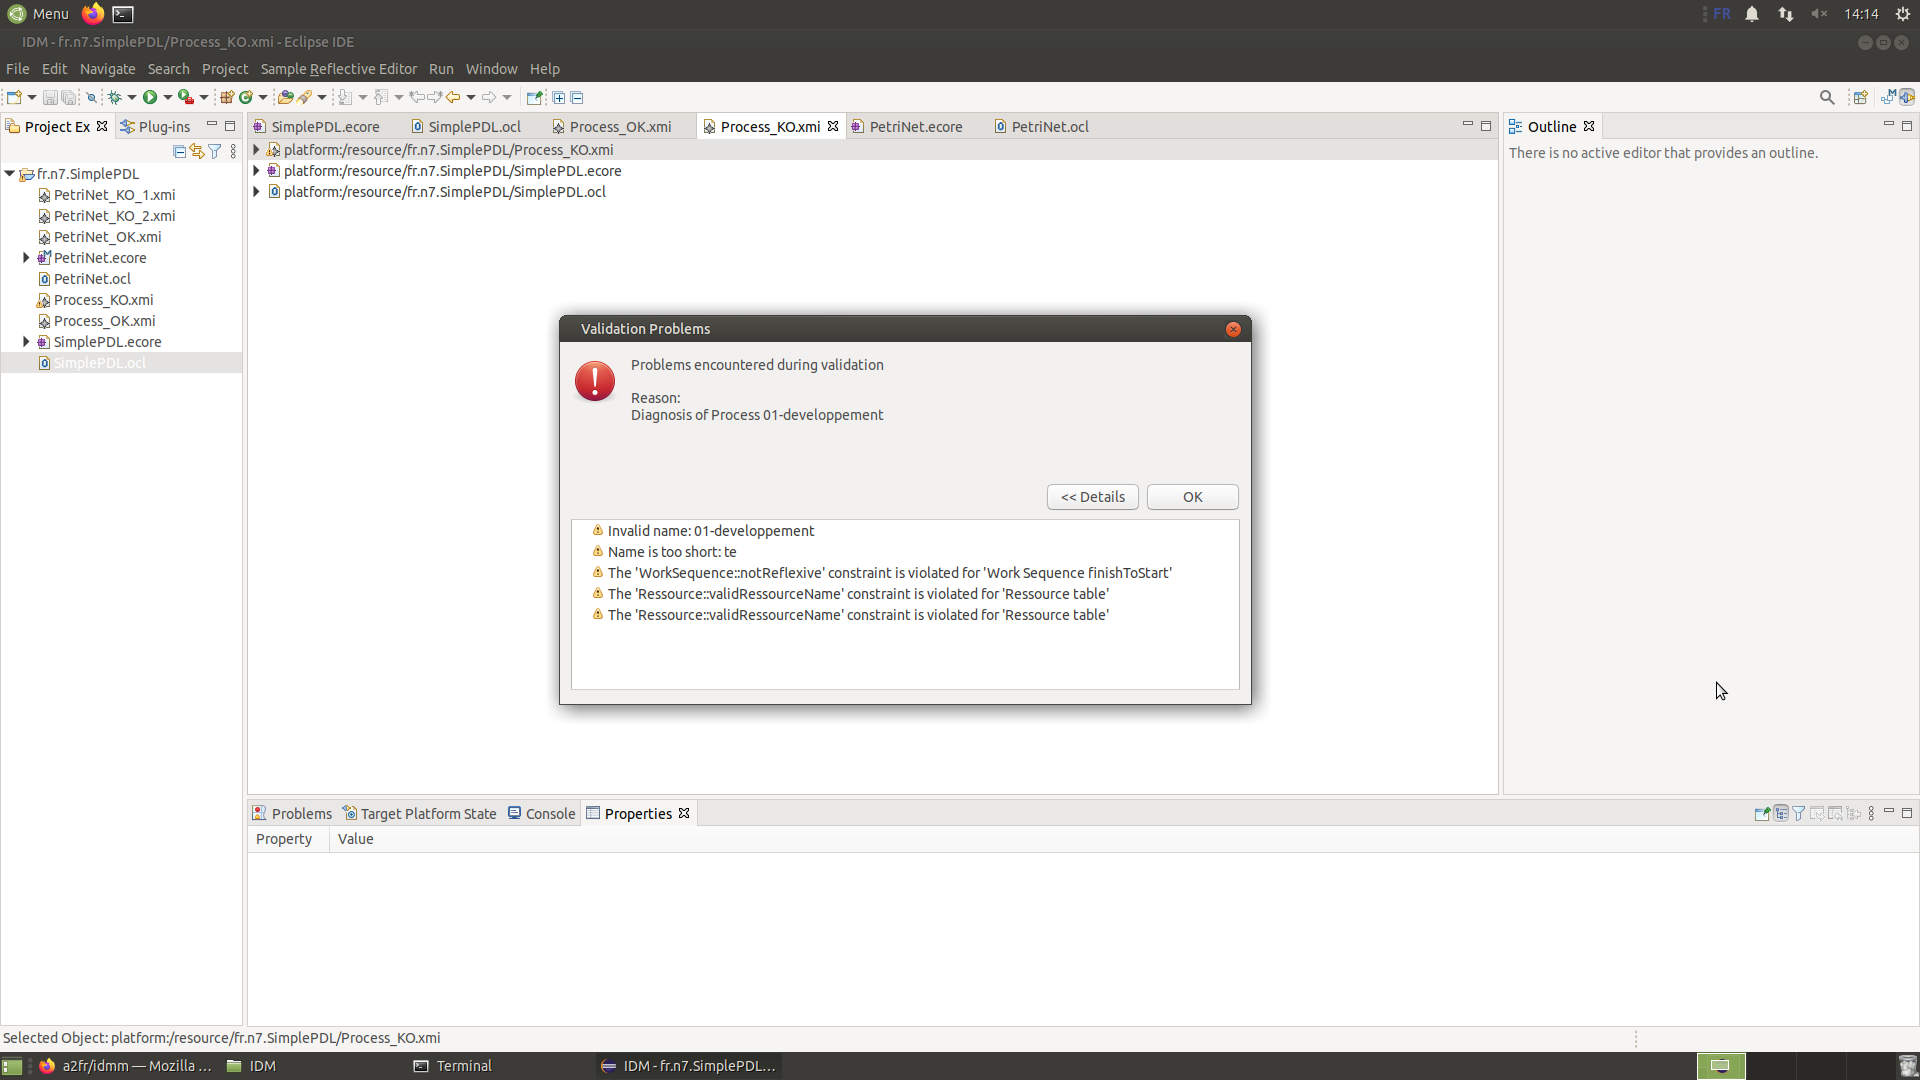 Menu
FR
14:14
IDM - fr.n7.SimplePDL/Process_KO.xmi - Eclipse IDE
File Edit Navigate Search Project Sample Reflective Editor Run Window Help
Project Ex
Plug-ins
SimplePDL.ecore
SimplePDL.ocl
Process_OK.xmi
Process_KO.xmi
PetriNet.ecore
PetriNet.ocl
Outline
There is no active editor that provides an outline.
fr.n7.SimplePDL
PetriNet_KO_1.xmi
PetriNet_KO_2.xmi
PetriNet_OK.xmi
PetriNet.ecore
PetriNet.ocl
Process_KO.xmi
Process_OK.xmi
SimplePDL.ecore
SimplePDL.ocl
platform:/resource/fr.n7.SimplePDL/Process_KO.xmi
platform:/resource/fr.n7.SimplePDL/SimplePDL.ecore
platform:/resource/fr.n7.SimplePDL/SimplePDL.ocl
Validation Problems
Problems encountered during validation
Reason:
Diagnosis of Process 01-developpement
<< Details
OK
Invalid name: 01-developpement
Name is too short: te
The 'WorkSequence::notReflexive' constraint is violated for 'Work Sequence finishToStart'
The 'Ressource::validRessourceName' constraint is violated for 'Ressource table'
The 'Ressource::validRessourceName' constraint is violated for 'Ressource table'
Problems
Target Platform State
Console
Properties
Property
Value
Selected Object: platform:/resource/fr.n7.SimplePDL/Process_KO.xmi
a2fr/idmm — Mozilla ...
IDM
Terminal
IDM - fr.n7.SimplePDL...